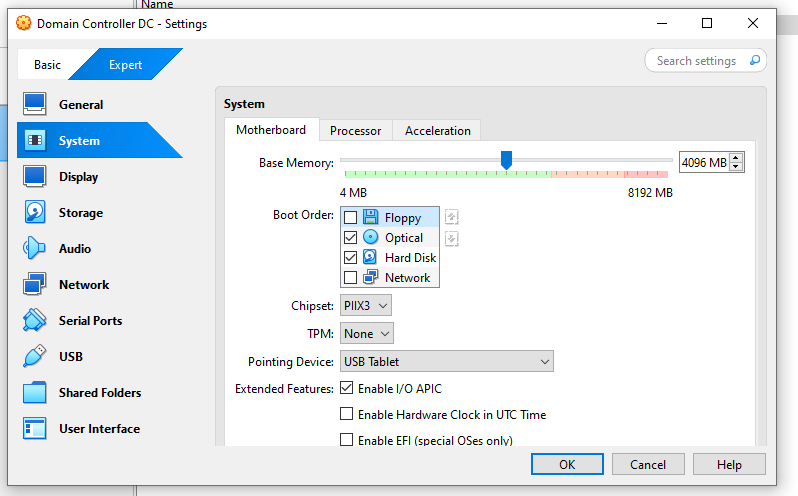 Name
Domain Controller DC - Settings
Basic
Expert
Search settings
General
System
Display
Storage
Audio
Network
Serial Ports
USB
Shared Folders
User Interface
System
Motherboard
Processor
Acceleration
Base Memory:
4096 MB
4 MB
8192 MB
Boot Order:
Floppy
Optical
Hard Disk
Network
Chipset:
PIIX3
TPM:
None
Pointing Device:
USB Tablet
Extended Features:
Enable I/O APIC
Enable Hardware Clock in UTC Time
Enable EFI (special OSes only)
OK
Cancel
Help